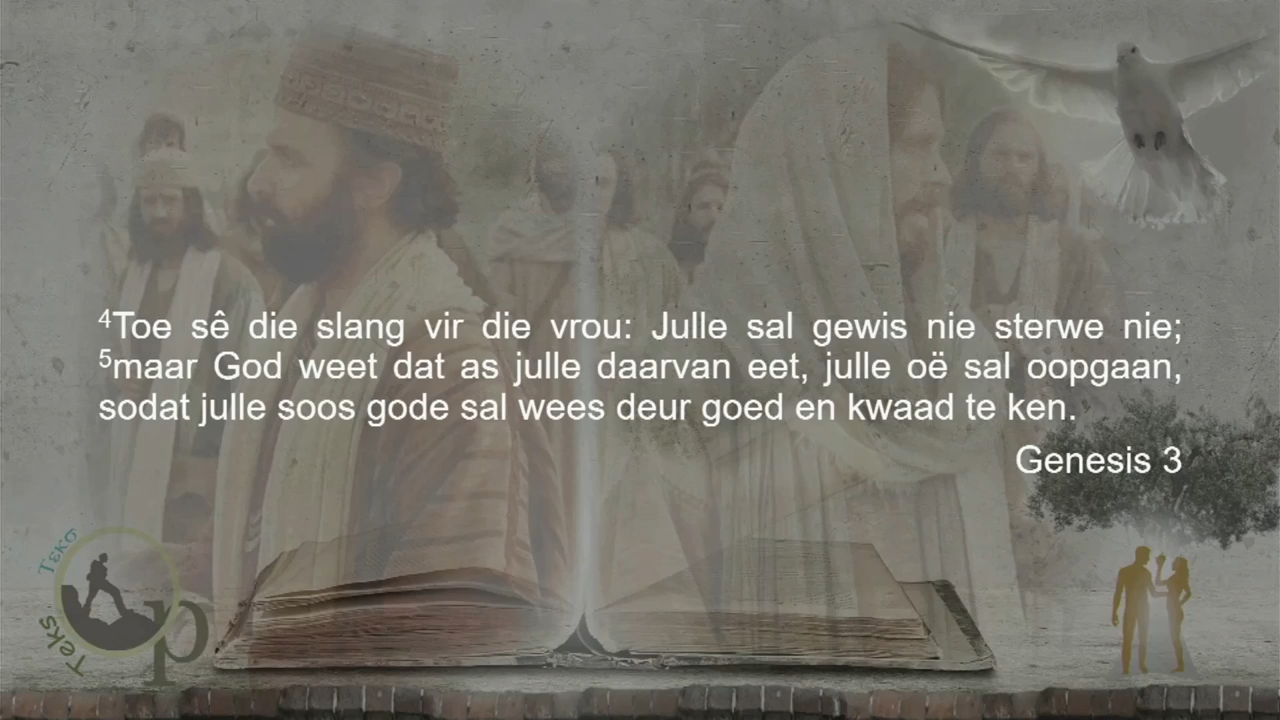 ⁴Toe sê die slang vir die vrou: Julle sal gewis nie sterwe nie;
⁵maar God weet dat as julle daarvan eet, julle oë sal oopgaan,
sodat julle soos gode sal wees deur goed en kwaad te ken.
Genesis 3
Τεκσ
Teks
Op